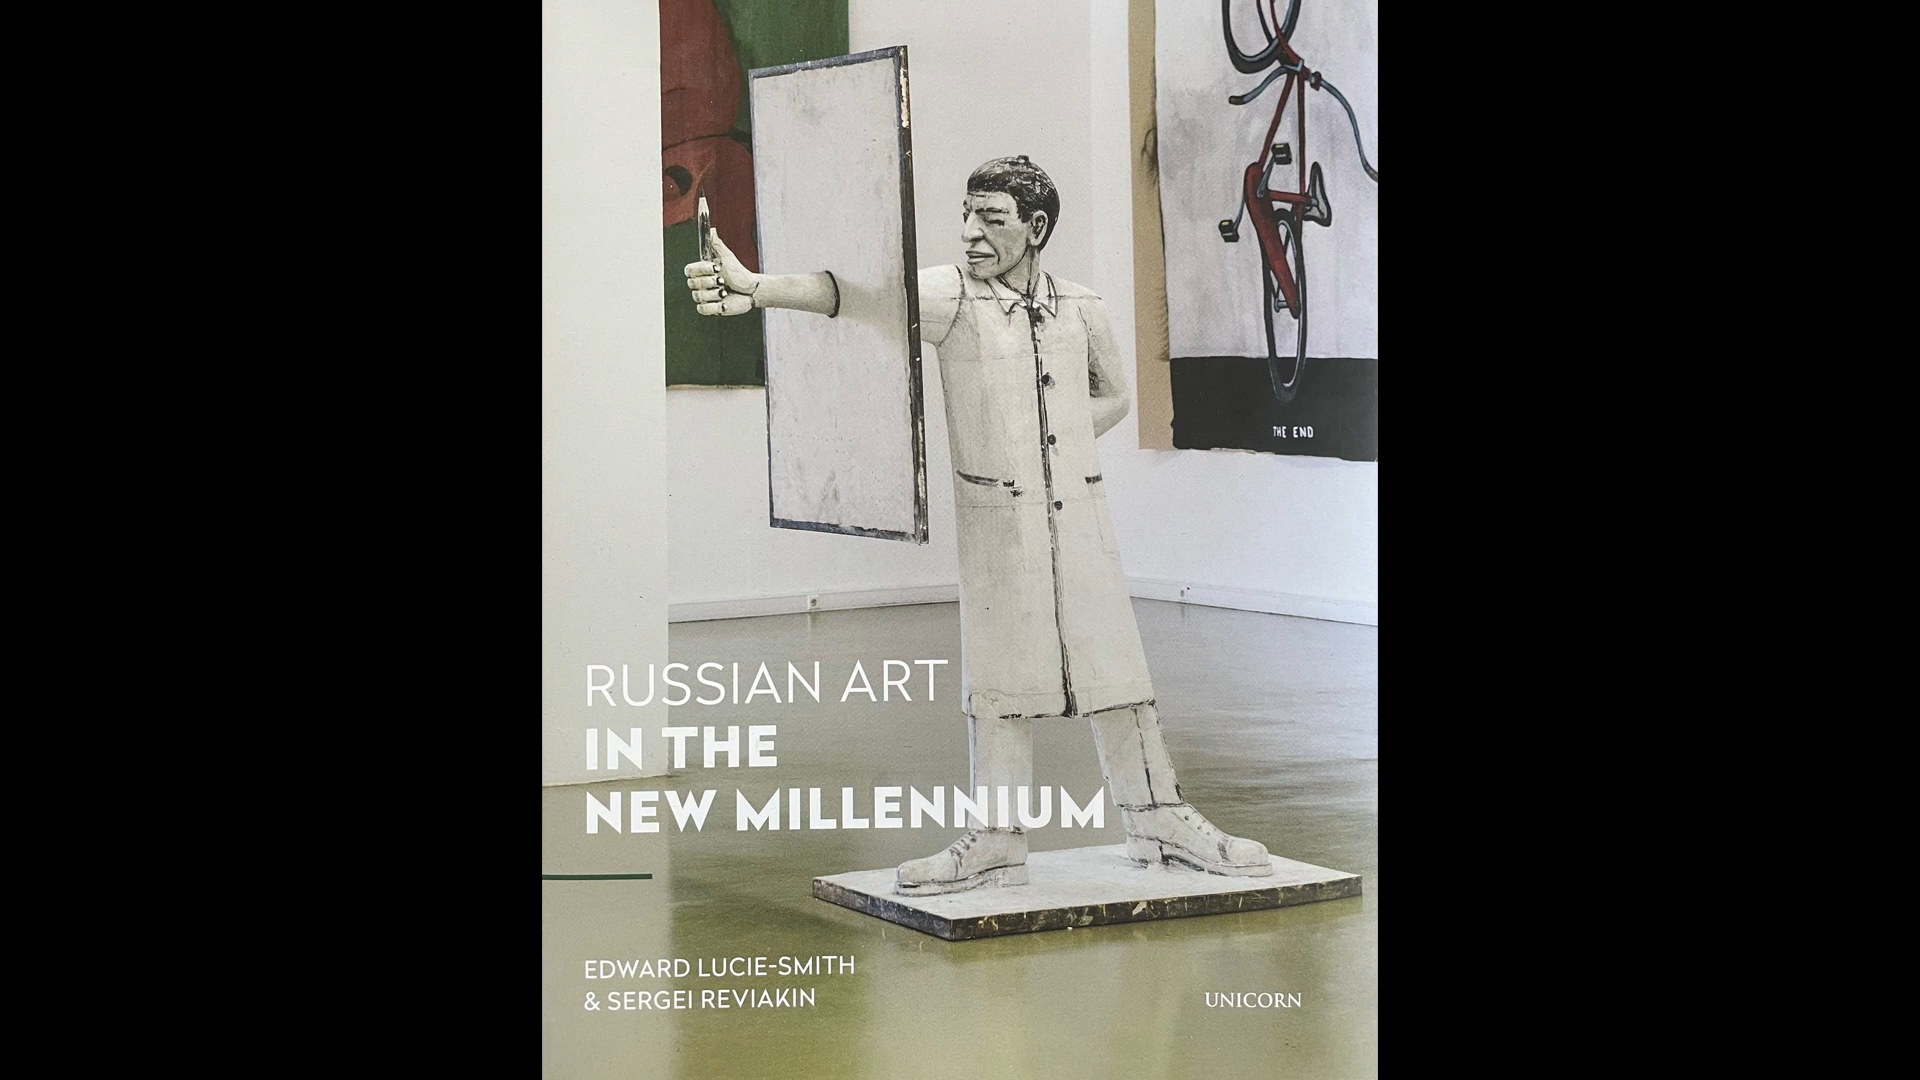 THE END
RUSSIAN ART
IN THE
NEW MILLENNIUM
EDWARD LUCIE-SMITH
& SERGEI REVIAKIN
UNICORN